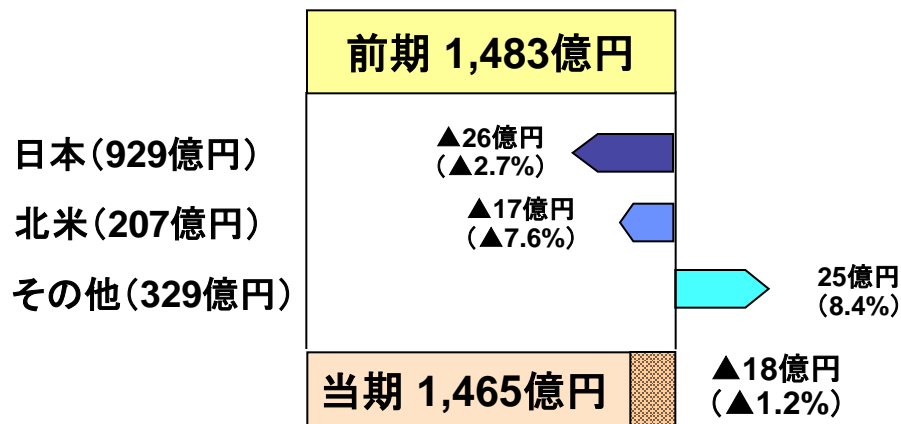 前期 1,483億円
日本（929億円）
▲26億円
（▲2.7%）
北米（207億円）
▲17億円
（▲7.6%）
その他（329億円）
25億円
（8.4%）
当期 1,465億円
▲18億円
（▲1.2%）